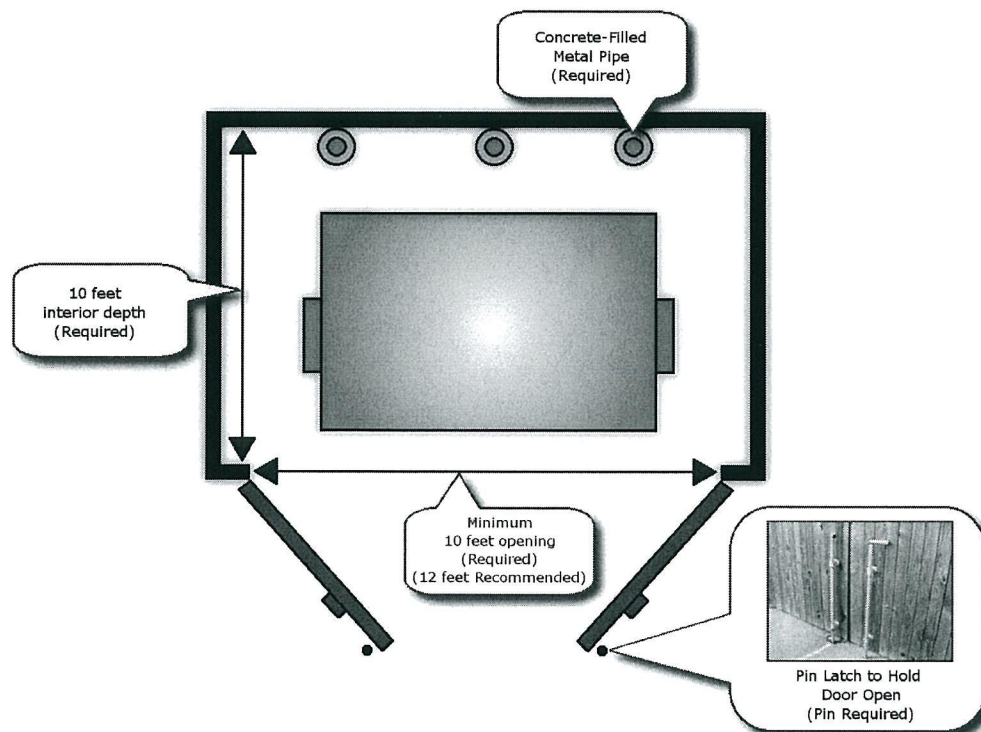 Concrete-Filled
Metal Pipe
(Required)
10 feet
interior depth
(Required)
Minimum
10 feet opening
(Required)
(12 feet Recommended)
Pin Latch to Hold
Door Open
(Pin Required)